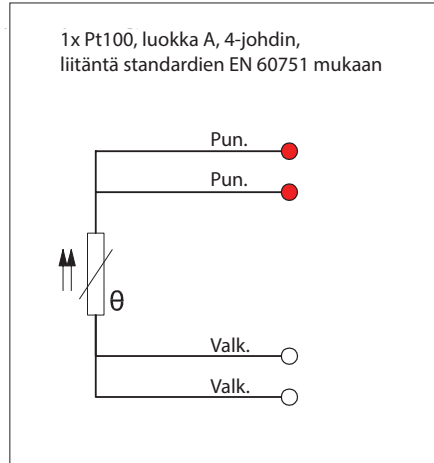 1x Pt100, luokka A, 4-johdin,
liitäntä standardien EN 60751 mukaan
Pun.
Pun.
θ
Valk.
Valk.